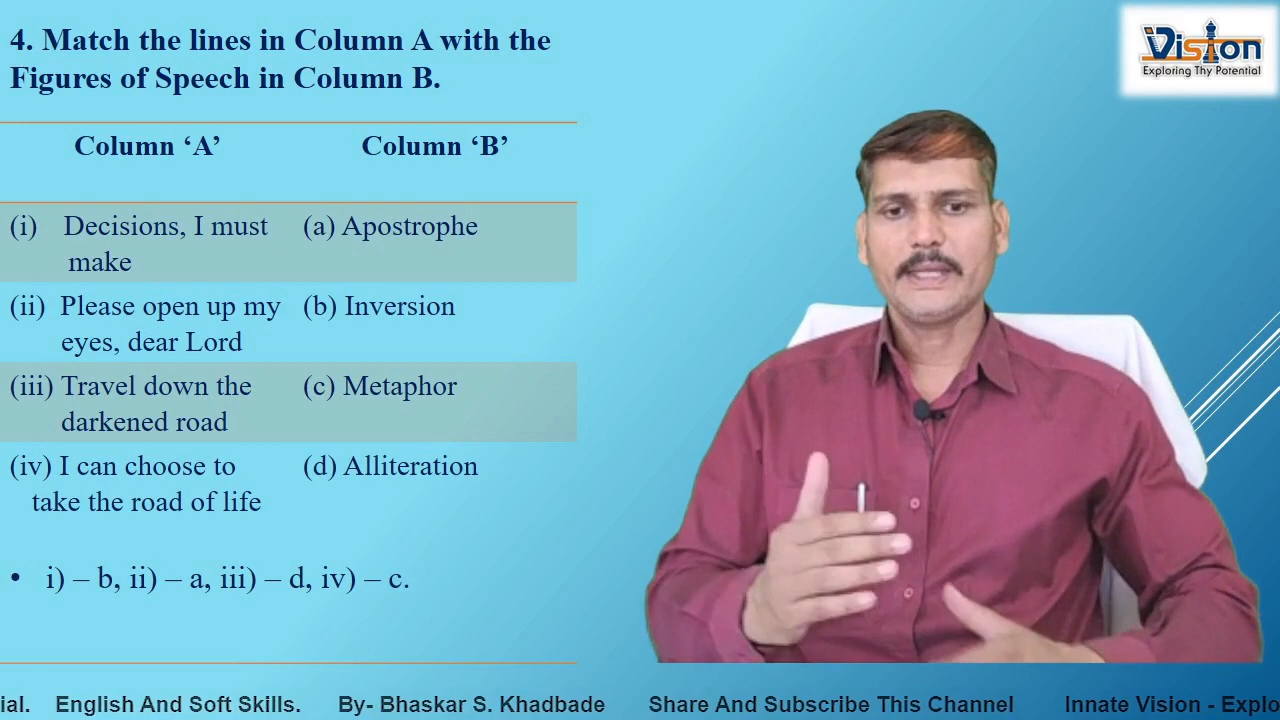 4. Match the lines in Column A with the
Figures of Speech in Column B.
Vision
Exploring Thy Potential
Column ‘A’ Column ‘B’
(i) Decisions, I must (a) Apostrophe
make
(ii) Please open up my (b) Inversion
eyes, dear Lord
(iii) Travel down the (c) Metaphor
darkened road
(iv) I can choose to (d) Alliteration
take the road of life
• i) – b, ii) – a, iii) – d, iv) – c.
ial. English And Soft Skills. By- Bhaskar S. Khadbade Share And Subscribe This Channel Innate Vision - Explo